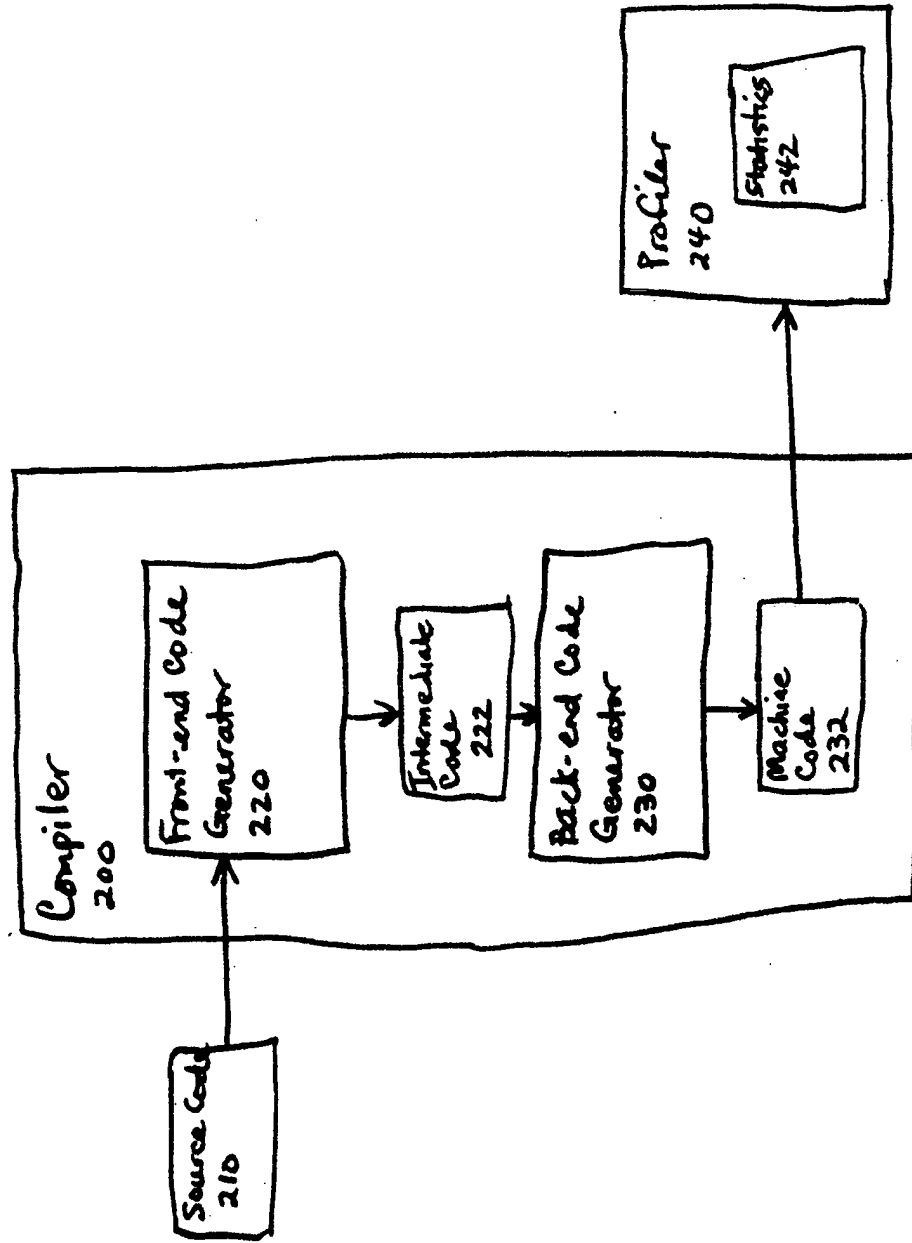 Compiler
200
Source Code
210
Front-end Code
Generator
220
Intermediate
Code
222
Back-end Code
Generator
230
Machine
Code
232
Profiler
240
Statistics
242